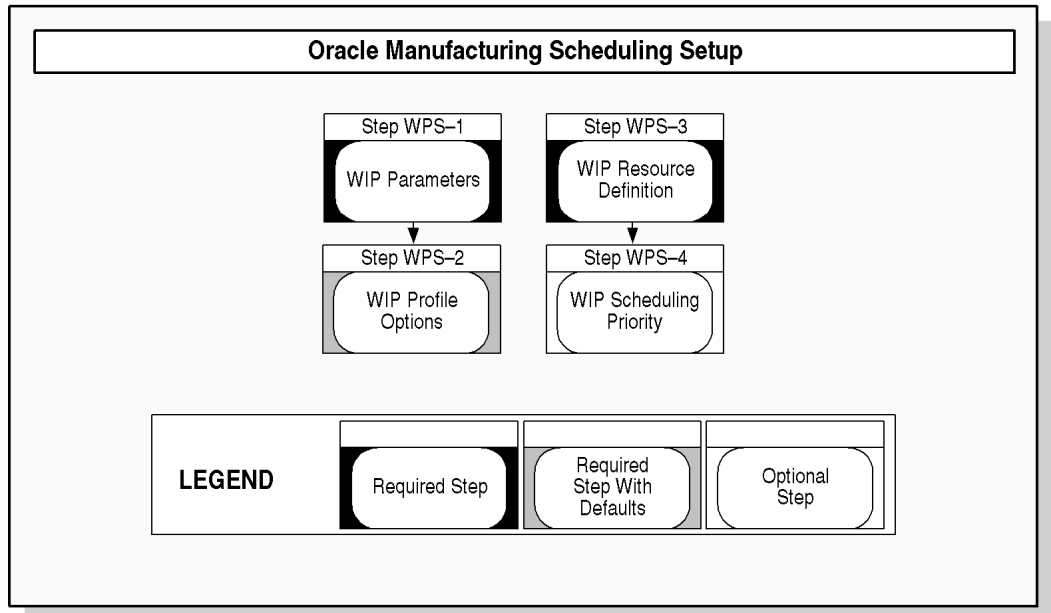 Oracle Manufacturing Scheduling Setup
Step WPS–1
WIP Parameters
Step WPS–2
WIP Profile
Options
Step WPS–3
WIP Resource
Definition
Step WPS–4
WIP Scheduling
Priority
LEGEND
Required Step
Required
Step With
Defaults
Optional
Step